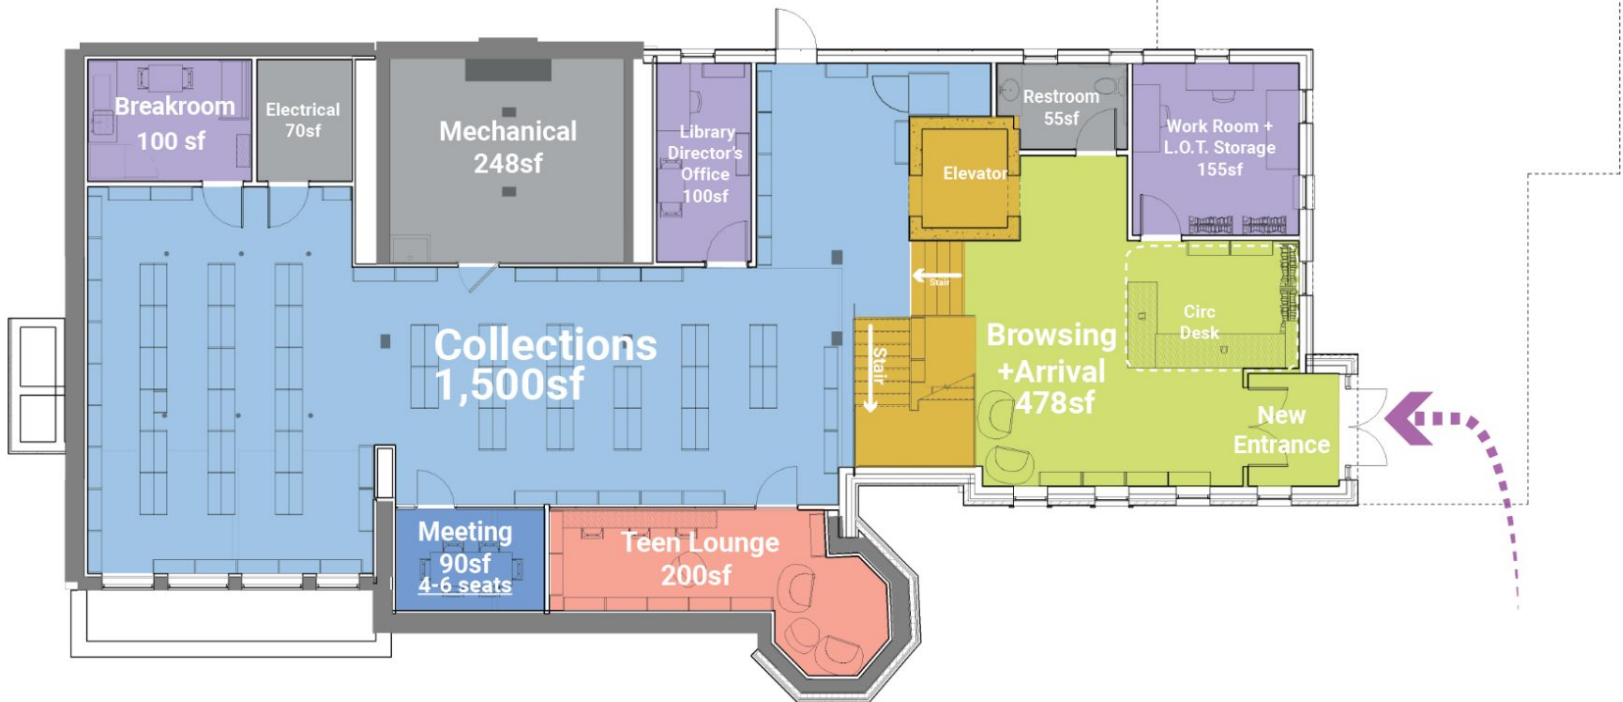 Breakroom
100 sf
Electrical
70sf
Mechanical
248sf
Library
Director's
Office
100sf
Elevator
Restroom
55sf
Work Room +
L.O.T. Storage
155sf
Stair
Stair
Collections
1,500sf
Browsing
+Arrival
478sf
Circ
Desk
New
Entrance
Meeting
90sf
4-6 seats
Teen Lounge
200sf